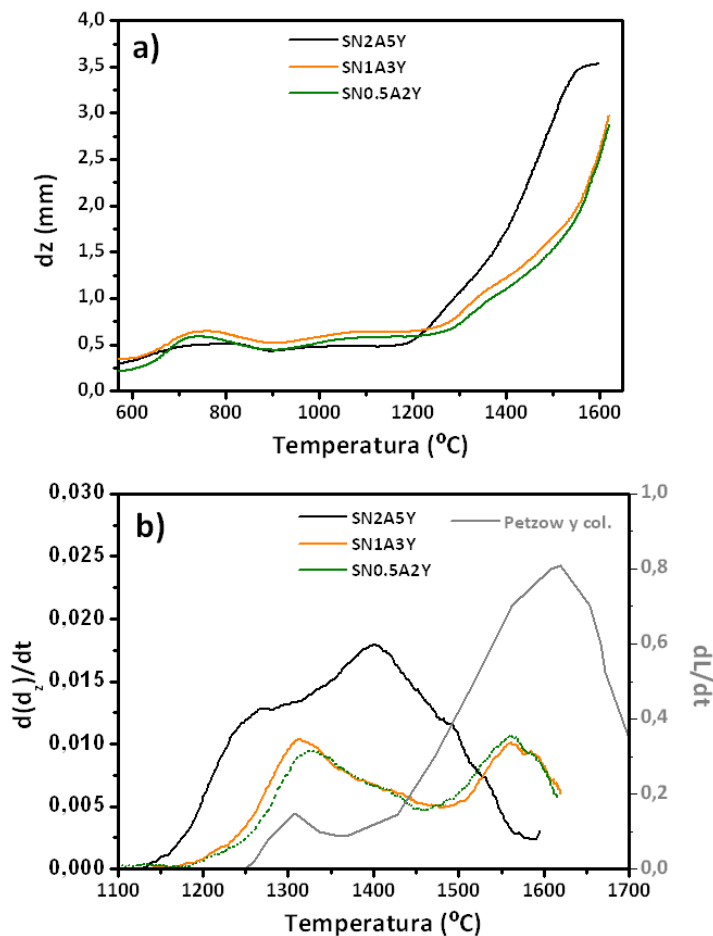 a)
SN2A5Y
SN1A3Y
SN0.5A2Y
4,0
3,5
3,0
2,5
2,0
1,5
1,0
0,5
0,0
dz (mm)
600 800 1000 1200 1400 1600
Temperatura (ºC)
b)
SN2A5Y
SN1A3Y
SN0.5A2Y
Petzow y col.
0,030
0,025
0,020
0,015
0,010
0,005
0,000
d(d_z)/dt
1,0
0,8
0,6
0,4
0,2
0,0
dL/dt
1100 1200 1300 1400 1500 1600 1700
Temperatura (ºC)